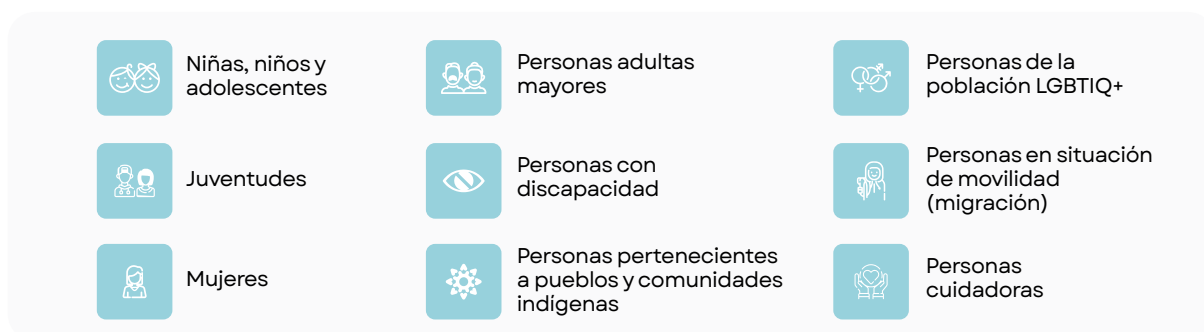 Niñas, niños y
adolescentes
Personas adultas
mayores
Personas de la
población LGBTIQ+
Juventudes
Personas con
discapacidad
Personas en situación
de movilidad
(migración)
Mujeres
Personas pertenecientes
a pueblos y comunidades
indígenas
Personas
cuidadoras